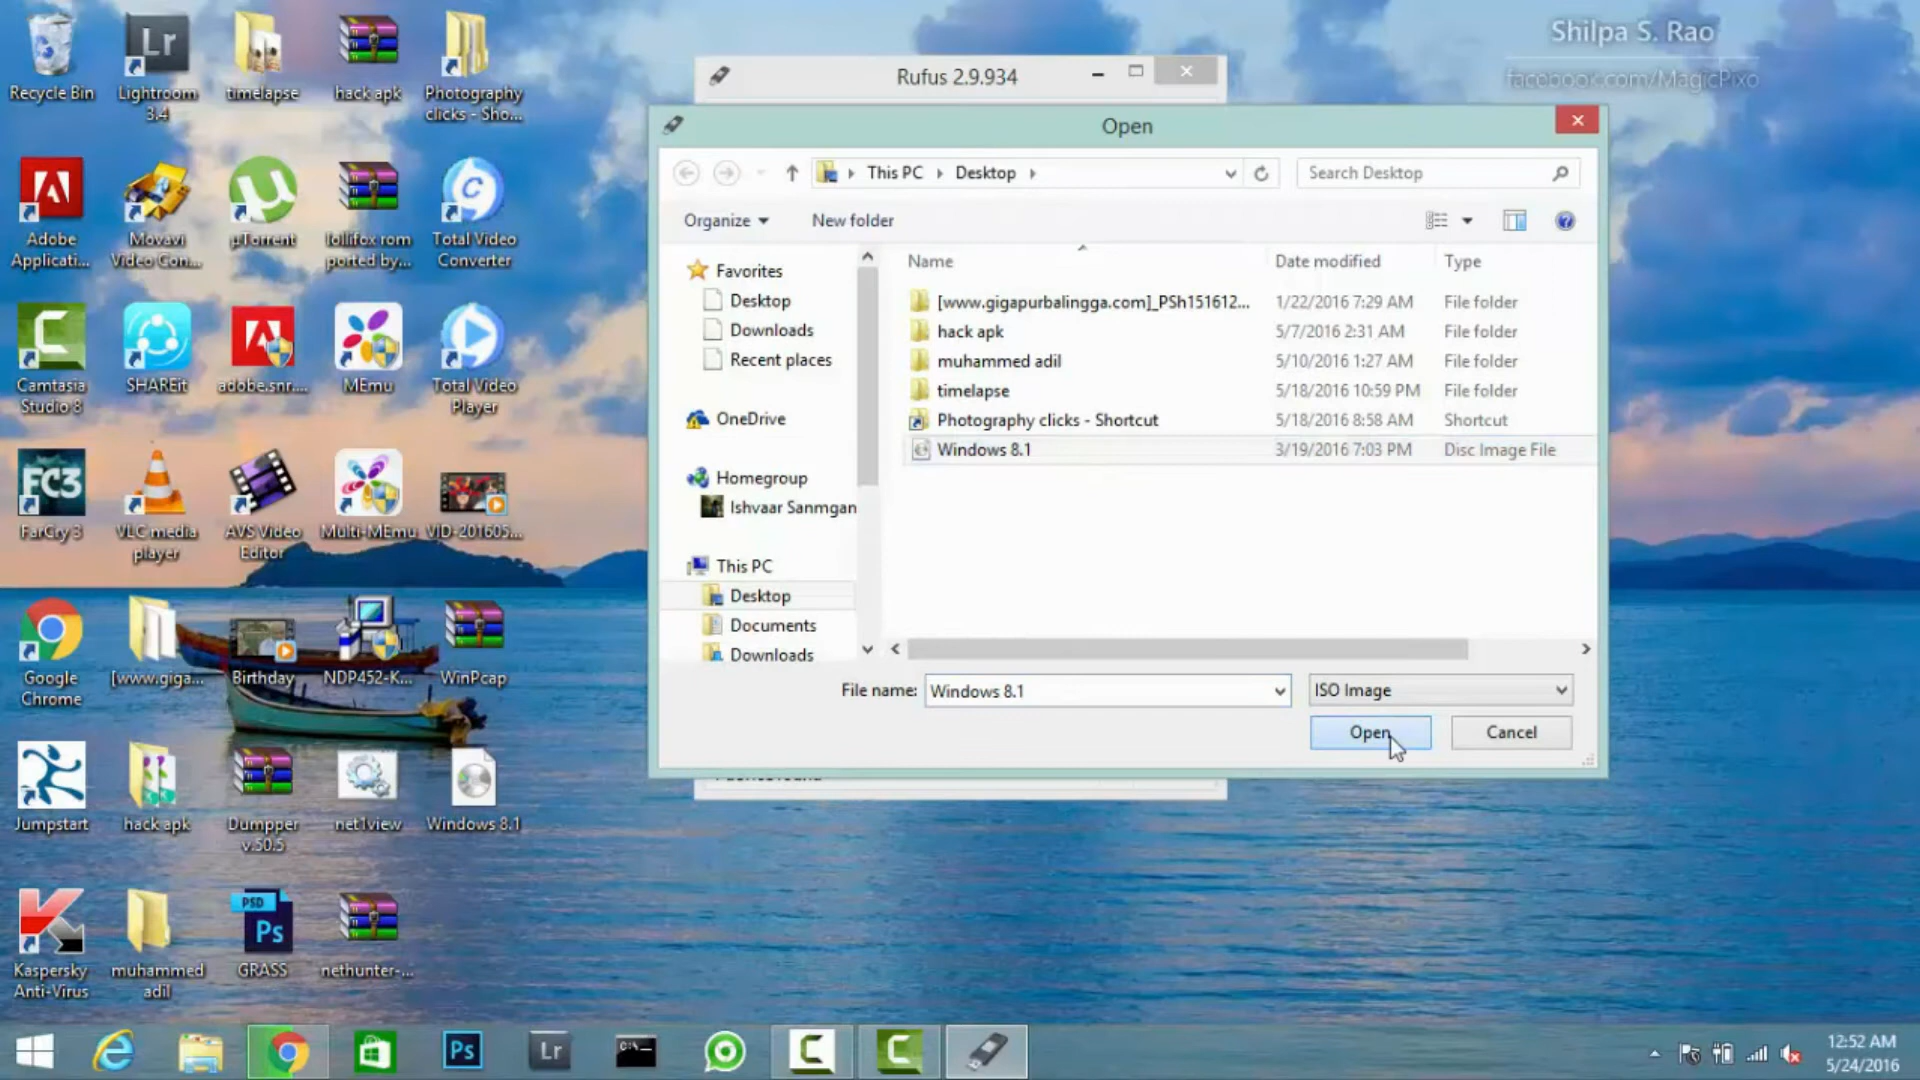 Shilpa S. Rao
facebook.com/MagicPixo
Recycle Bin
Lightroom
3.4
timelapse
hack apk
Photography
clicks - Sho...
Adobe
Applicati...
Movavi
Video Con...
µTorrent
lollifox rom
ported by...
Total Video
Converter
Camtasia
Studio 8
SHAREit
adobe.snr....
MEmu
Total Video
Player
FC3
FarCry 3
VLC media
player
AVS Video
Editor
Multi-MEmu
VID-201605...
Google
Chrome
[www.giga...
Birthday
NDP452-K...
WinPcap
Jumpstart
hack apk
Dumpper
v.50.5
net1view
Windows 8.1
Kaspersky
Anti-Virus
muhammed
adil
PSD
Ps
GRASS
nethunter-...
Rufus 2.9.934
Open
This PC
Desktop
Search Desktop
Organize
New folder
Favorites
Desktop
Downloads
Recent places
OneDrive
Homegroup
Ishvaar Sanmgan
This PC
Desktop
Documents
Downloads
Name Date modified Type
[www.gigapurbalingga.com]_PSh151612... 1/22/2016 7:29 AM File folder
hack apk 5/7/2016 2:31 AM File folder
muhammed adil 5/10/2016 1:27 AM File folder
timelapse 5/18/2016 10:59 PM File folder
Photography clicks - Shortcut 5/18/2016 8:58 AM Shortcut
Windows 8.1 3/19/2016 7:03 PM Disc Image File
File name: Windows 8.1 ISO Image
Open Cancel
Ps
Lr
12:52 AM
5/24/2016